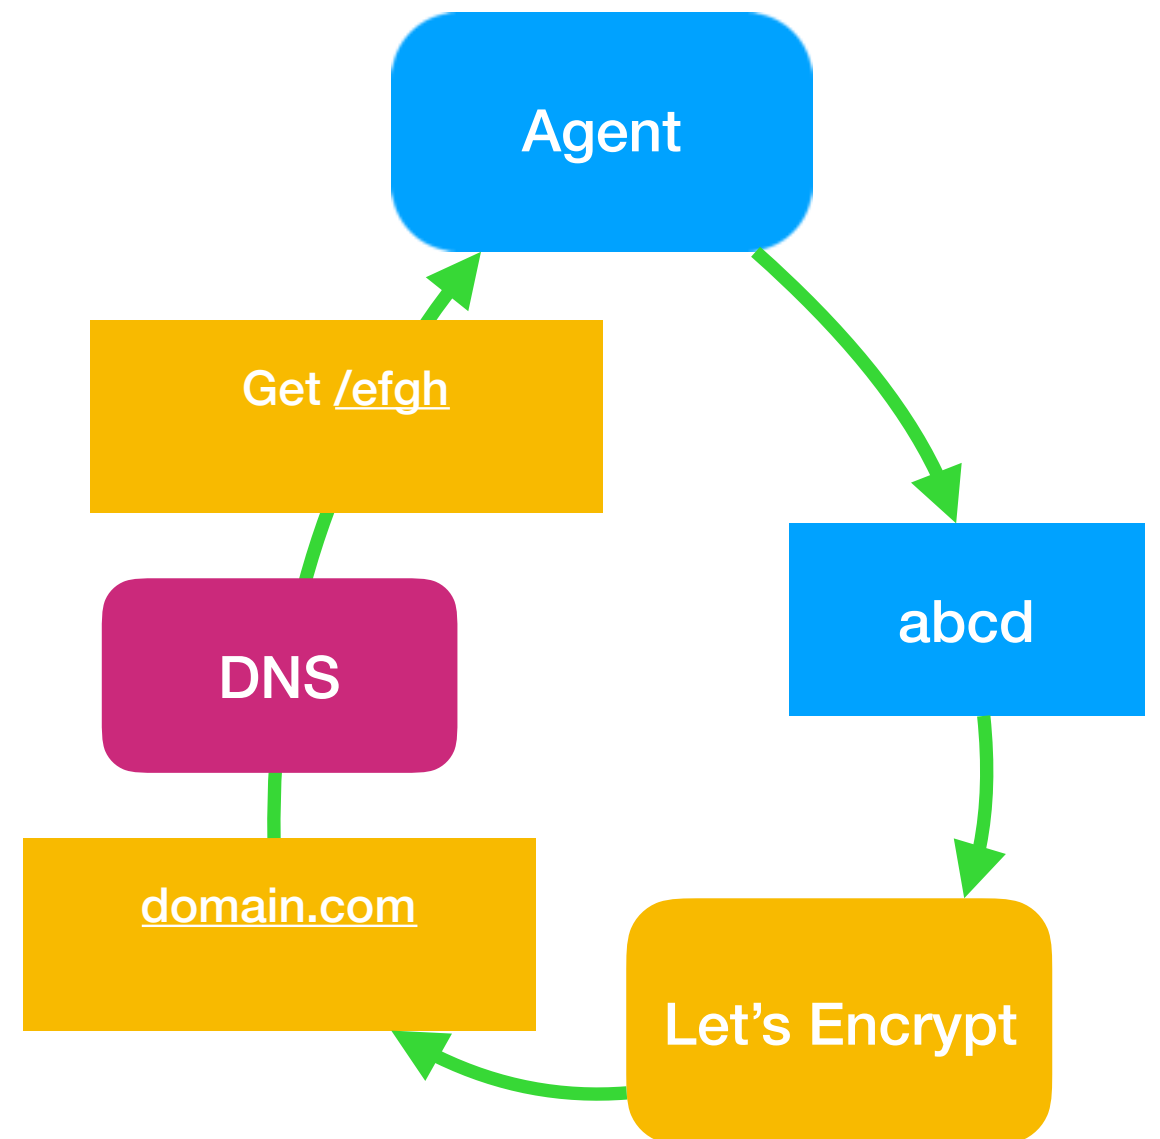 Agent
Get /efgh
abcd
DNS
domain.com
Let’s Encrypt